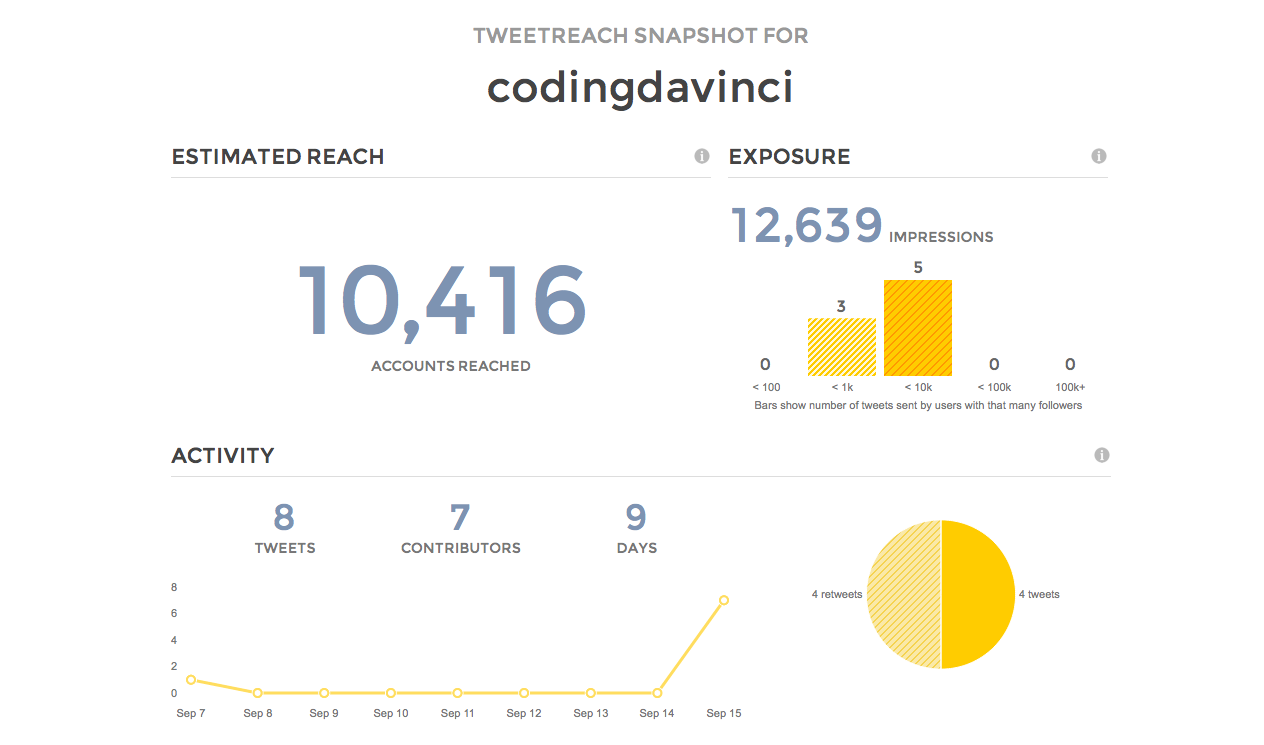 TWEETREACH SNAPSHOT FOR
codingdavinci
ESTIMATED REACH
10,416
ACCOUNTS REACHED
EXPOSURE
12,639 IMPRESSIONS
0 3 5 0 0
< 100 < 1k < 10k < 100k 100k+
Bars show number of tweets sent by users with that many followers
ACTIVITY
8 7 9
TWEETS CONTRIBUTORS DAYS
8
6
4
2
0
Sep 7 Sep 8 Sep 9 Sep 10 Sep 11 Sep 12 Sep 13 Sep 14 Sep 15
4 retweets 4 tweets